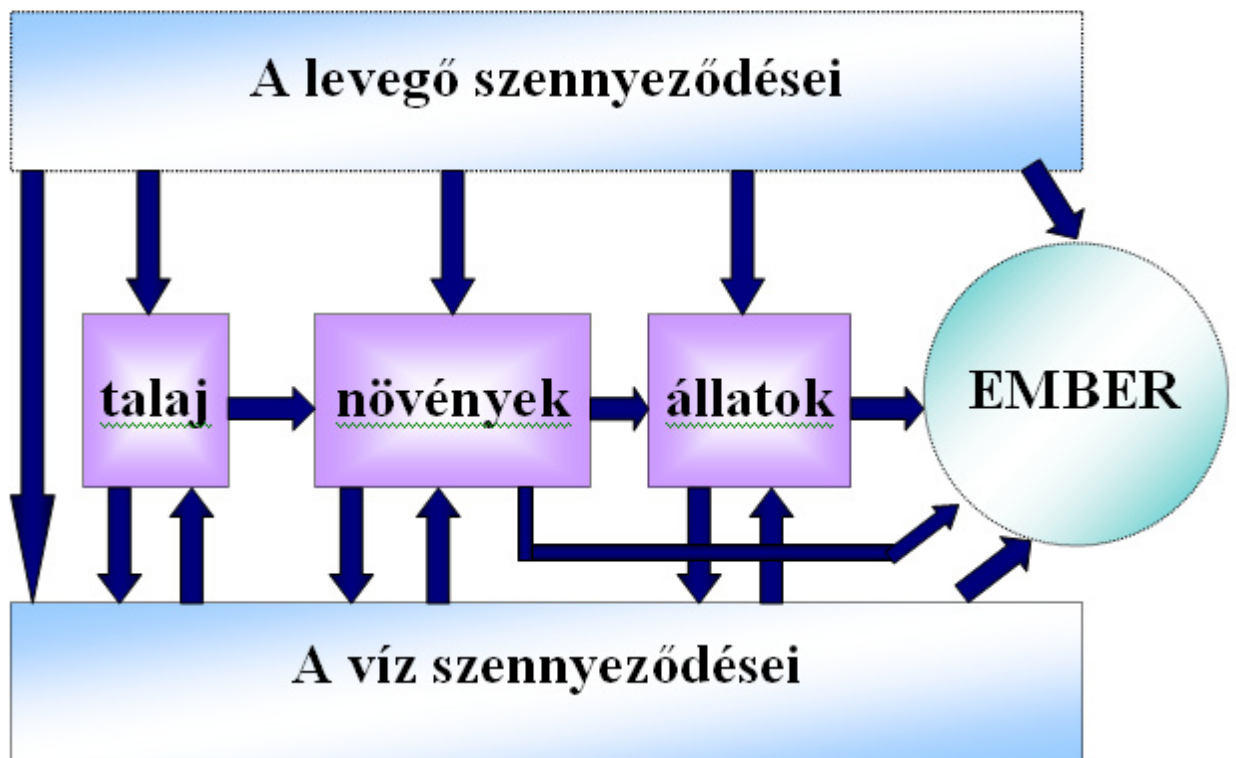 A levegő szennyeződései
talaj
növények
állatok
EMBER
A víz szennyeződései